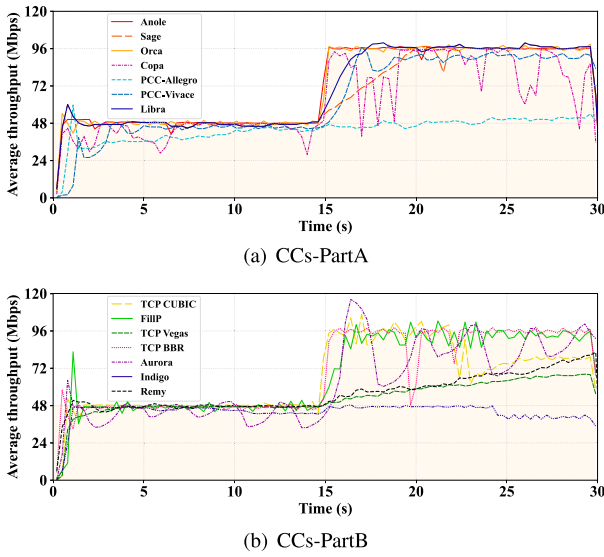 Average throughput (Mbps)
120
96
72
48
24
0
Anole
Sage
Orca
Copa
PCC-Allegro
PCC-Vivace
Libra
0 5 10 15 20 25 30
Time (s)
(a) CCs-PartA
Average throughput (Mbps)
120
96
72
48
24
0
TCP CUBIC
FillP
TCP Vegas
TCP BBR
Aurora
Indigo
Remy
0 5 10 15 20 25 30
Time (s)
(b) CCs-PartB